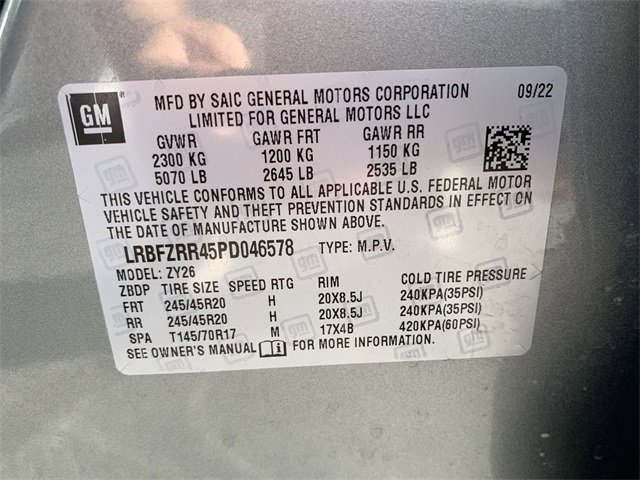 GM
MFD BY SAIC GENERAL MOTORS CORPORATION 09/22
LIMITED FOR GENERAL MOTORS LLC
GVWR GAWR FRT GAWR RR
2300 KG 1200 KG 1150 KG
5070 LB 2645 LB 2535 LB
THIS VEHICLE CONFORMS TO ALL APPLICABLE U.S. FEDERAL MOTOR
VEHICLE SAFETY AND THEFT PREVENTION STANDARDS IN EFFECT ON
THE DATE OF MANUFACTURE SHOWN ABOVE.
LRBFZRR45PD046578 TYPE: M.P.V.
MODEL: ZY26
ZBDP TIRE SIZE SPEED RTG RIM COLD TIRE PRESSURE
FRT 245/45R20 H 20X8.5J 240KPA(35PSI)
RR 245/45R20 H 20X8.5J 240KPA(35PSI)
SPA T145/70R17 M 17X4B 420KPA(60PSI)
SEE OWNER'S MANUAL FOR MORE INFORMATION.